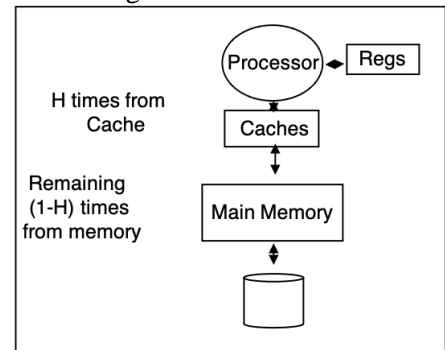 Processor
Regs
H times from
Cache
Caches
Remaining
(1-H) times
from memory
Main Memory